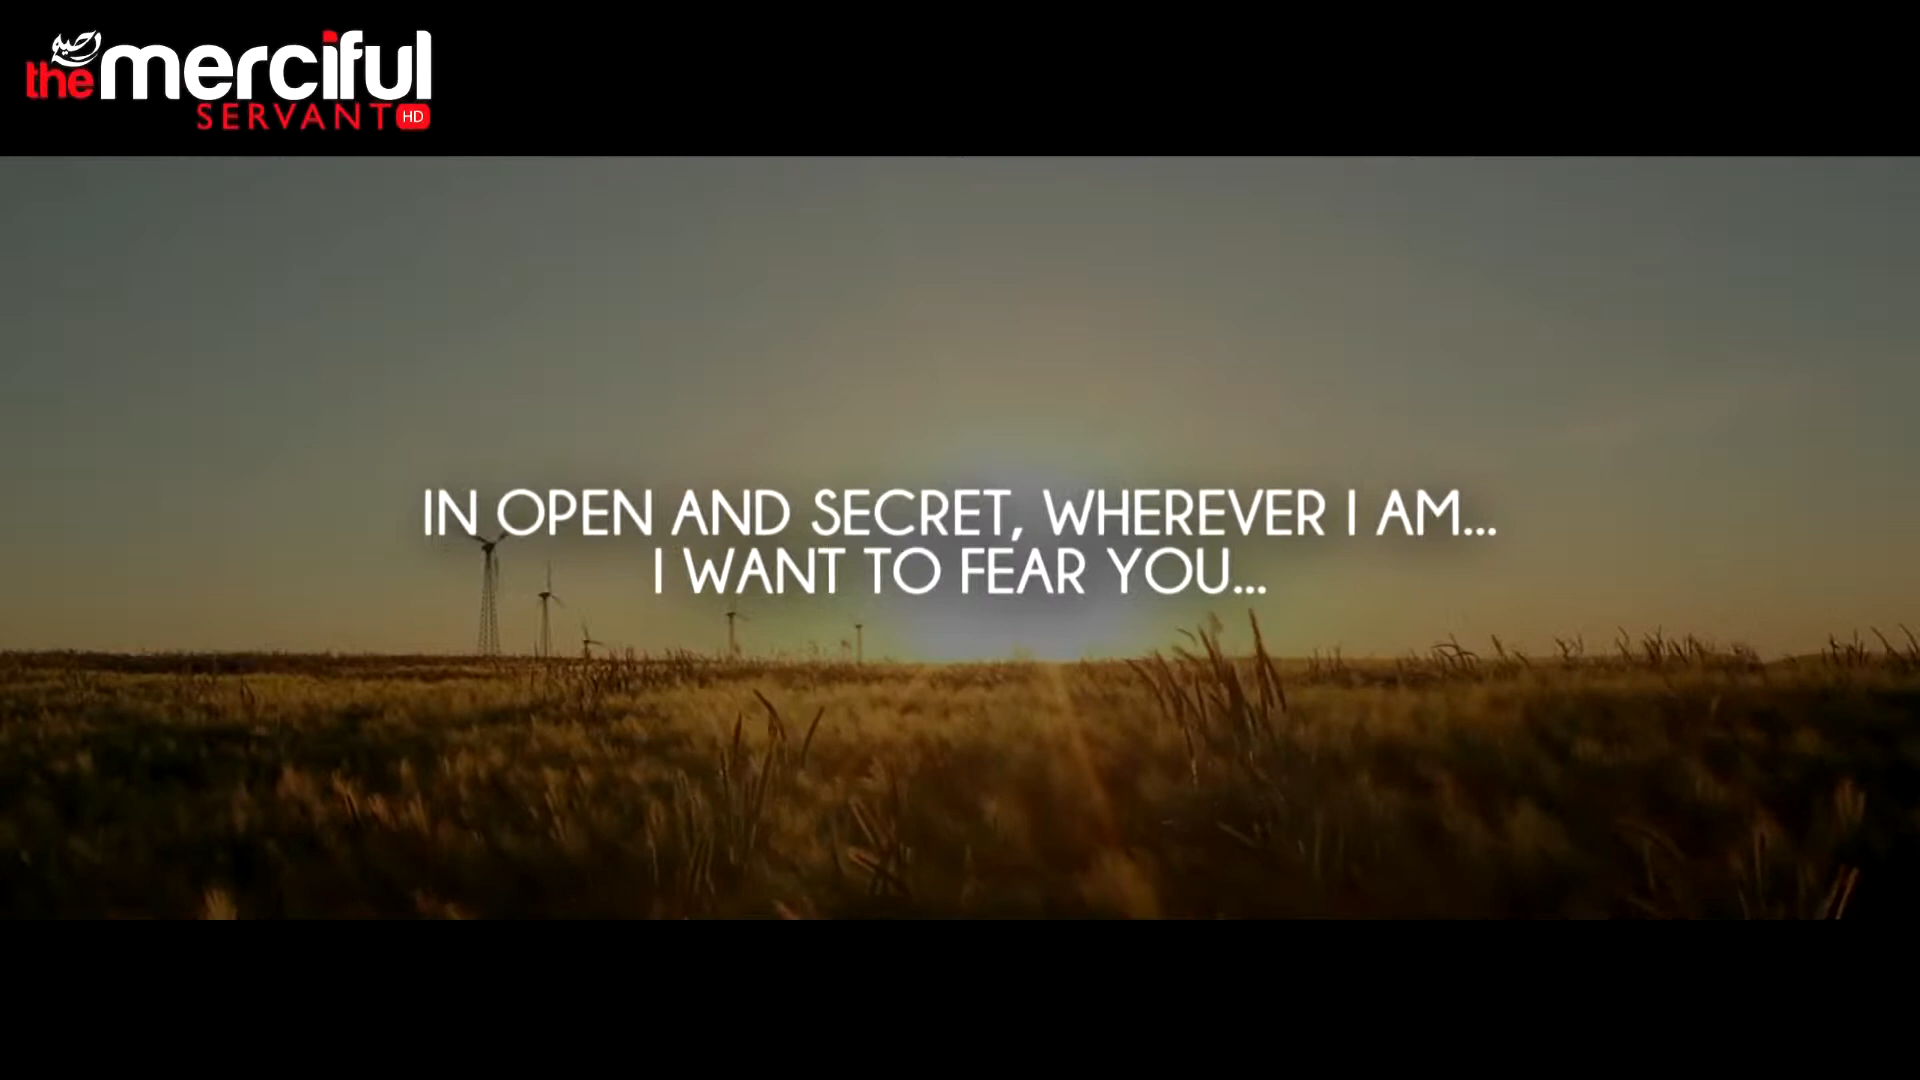 the merciful
SERVANT HD
IN OPEN AND SECRET, WHEREVER I AM...
I WANT TO FEAR YOU...